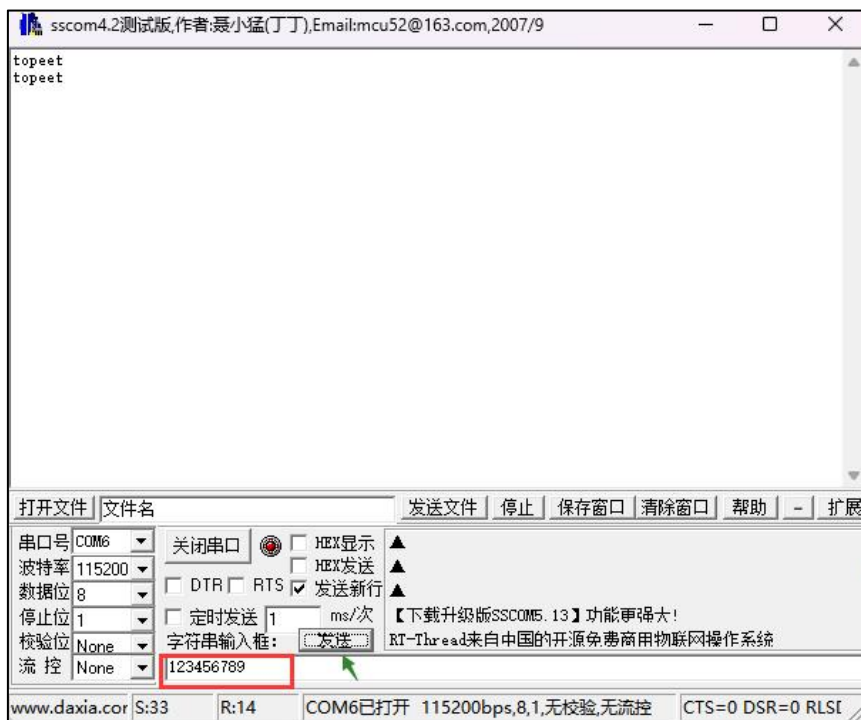 sscom4.2测试版,作者:聂小猛(丁丁),Email:mcu52@163.com,2007/9
topeet
topeet
打开文件 文件名 发送文件 停止 保存窗口 清除窗口 帮助 - 扩展
串口号 COM6 关闭串口 HEX显示
波特率 115200 HEX发送
数据位 8 DTR RTS 发送新行
停止位 1 定时发送 1 ms/次 【下载升级版SSCOM5.13】功能更强大!
校验位 None 字符串输入框: 发送 RT-Thread来自中国的开源免费商用物联网操作系统
流 控 None 123456789
www.daxia.cor S:33 R:14 COM6已打开 115200bps,8,1,无校验,无流控 CTS=0 DSR=0 RLSD